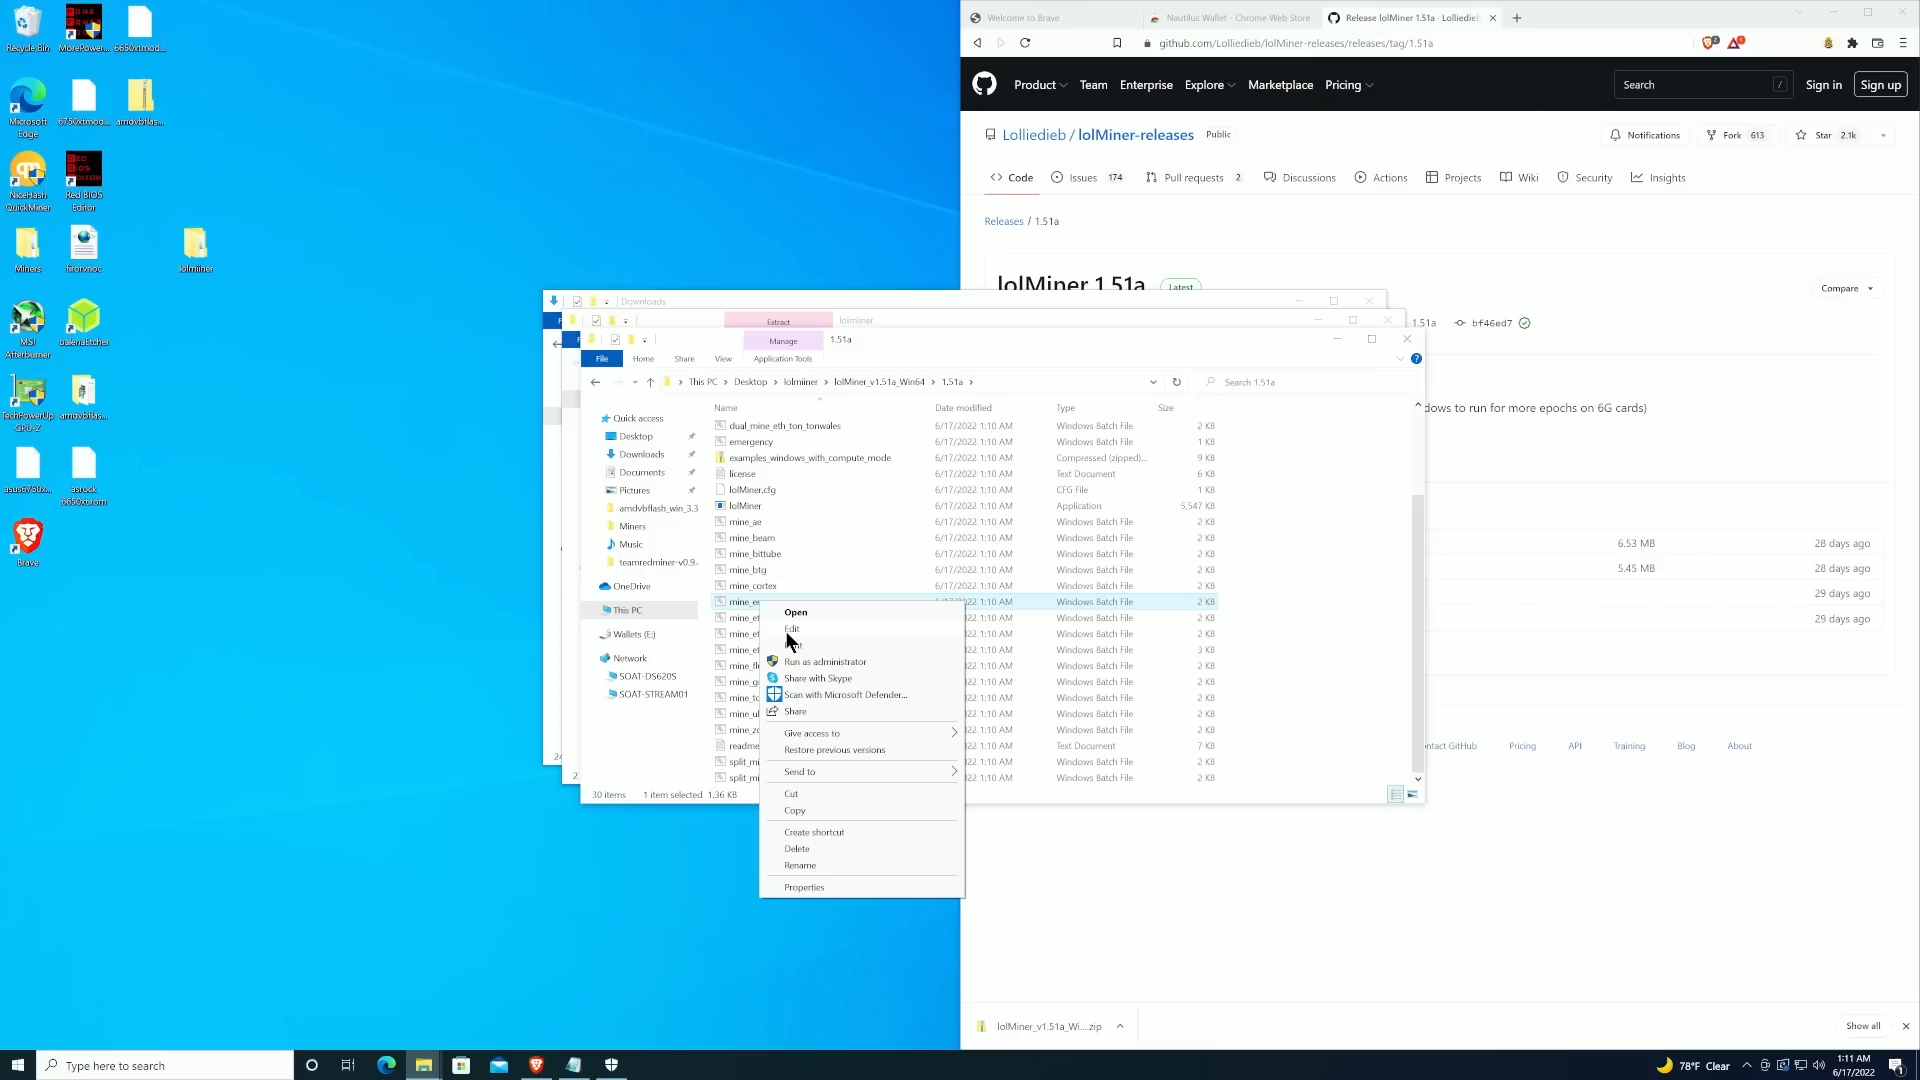 Recycle Bin
MorePower...
6650xtmod...
Microsoft Edge
6750xtmod...
amdvbflas...
NiceHash QuickMiner
Red BIOS Editor
Miners
firorvnoc
lolmiiner
MSI Afterburner
balenaEtcher
TechPowerUp GPU-Z
amdvbflas...
asus6750x...
asrock 6650xt.rom
Brave
Welcome to Brave
Nautilus Wallet - Chrome Web Store
Release lolMiner 1.51a · Lolliedieb
github.com/Lolliedieb/lolMiner-releases/releases/tag/1.51a
Product
Team
Enterprise
Explore
Marketplace
Pricing
Search
/
Sign in
Sign up
Lolliedieb / lolMiner-releases
Public
Notifications
Fork 613
Star 2.1k
Code
Issues 174
Pull requests 2
Discussions
Actions
Projects
Wiki
Security
Insights
Releases / 1.51a
lolMiner 1.51a
Latest
Compare
1.51a
bf46ed7
dows to run for more epochs on 6G cards)
6.53 MB 28 days ago
5.45 MB 28 days ago
29 days ago
29 days ago
ontact GitHub
Pricing
API
Training
Blog
About
lolMiner_v1.51a_Wi....zip
Show all
Downloads
Extract
lolmiiner
Manage
1.51a
File
Home
Share
View
Application Tools
This PC > Desktop > lolmiiner > lolMiner_v1.51a_Win64 > 1.51a >
Search 1.51a
Quick access
Desktop
Downloads
Documents
Pictures
amdvbflash_win_3.3
Miners
Music
teamredminer-v0.9.
OneDrive
This PC
Wallets (E:)
Network
SOAT-DS620S
SOAT-STREAM01
Name Date modified Type Size
dual_mine_eth_ton_tonwales 6/17/2022 1:10 AM Windows Batch File 2 KB
emergency 6/17/2022 1:10 AM Windows Batch File 1 KB
examples_windows_with_compute_mode 6/17/2022 1:10 AM Compressed (zipped)... 9 KB
license 6/17/2022 1:10 AM Text Document 6 KB
lolMiner.cfg 6/17/2022 1:10 AM CFG File 1 KB
lolMiner 6/17/2022 1:10 AM Application 5,547 KB
mine_ae 6/17/2022 1:10 AM Windows Batch File 2 KB
mine_beam 6/17/2022 1:10 AM Windows Batch File 2 KB
mine_bittube 6/17/2022 1:10 AM Windows Batch File 2 KB
mine_btg 6/17/2022 1:10 AM Windows Batch File 2 KB
mine_cortex 6/17/2022 1:10 AM Windows Batch File 2 KB
mine_er 6/17/2022 1:10 AM Windows Batch File 2 KB
mine_et 22 1:10 AM Windows Batch File 2 KB
mine_et 22 1:10 AM Windows Batch File 2 KB
mine_et 22 1:10 AM Windows Batch File 3 KB
mine_fl 22 1:10 AM Windows Batch File 2 KB
mine_g 22 1:10 AM Windows Batch File 2 KB
mine_to 22 1:10 AM Windows Batch File 2 KB
mine_ul 22 1:10 AM Windows Batch File 2 KB
mine_z 22 1:10 AM Windows Batch File 2 KB
readme 22 1:10 AM Text Document 7 KB
split_mi 22 1:10 AM Windows Batch File 2 KB
split_mi 22 1:10 AM Windows Batch File 2 KB
30 items 1 item selected 1.36 KB
Open
Edit
Run as administrator
Share with Skype
Scan with Microsoft Defender...
Share
Give access to
Restore previous versions
Send to
Cut
Copy
Create shortcut
Delete
Rename
Properties
Type here to search
78°F Clear
1:11 AM
6/17/2022